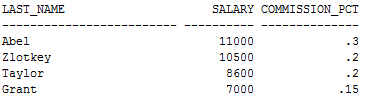 LAST_NAME SALARY COMMISSION_PCT
------------------------- ---------- --------------
Abel 11000 .3
Zlotkey 10500 .2
Taylor 8600 .2
Grant 7000 .15